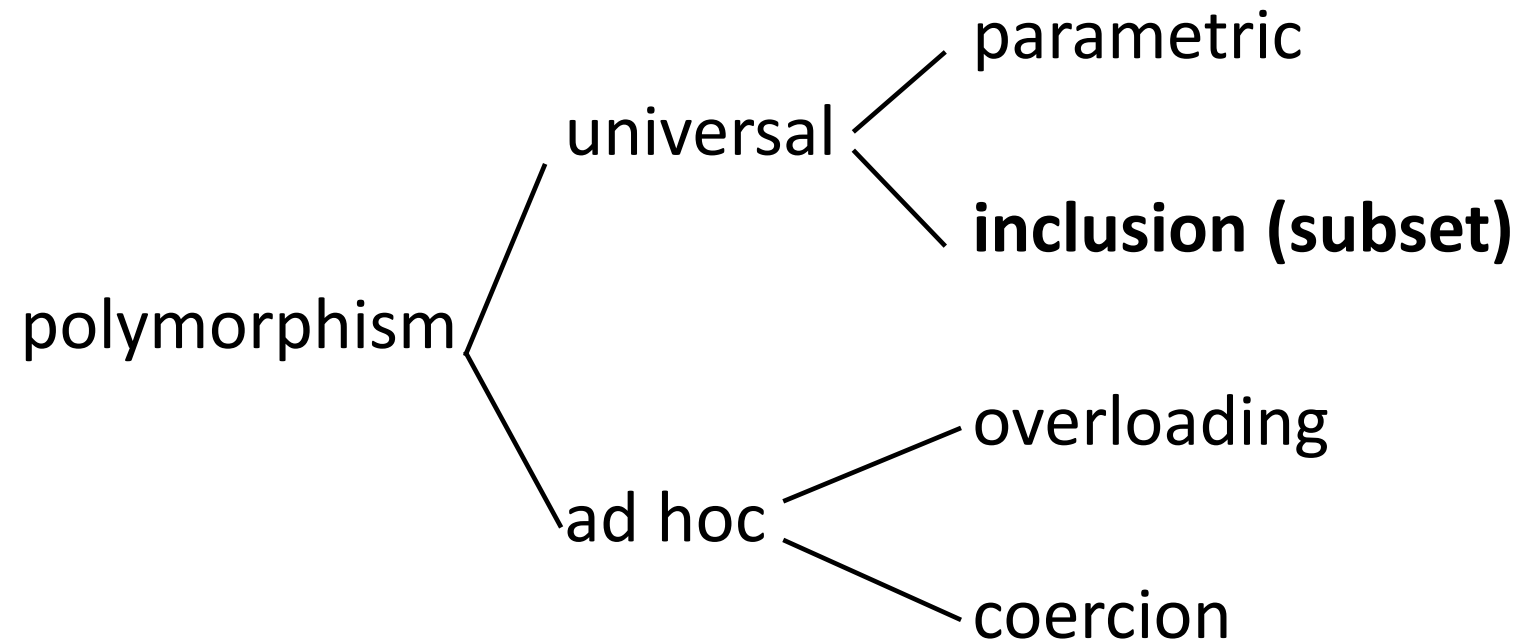 parametric
universal
inclusion (subset)
polymorphism
overloading
ad hoc
coercion